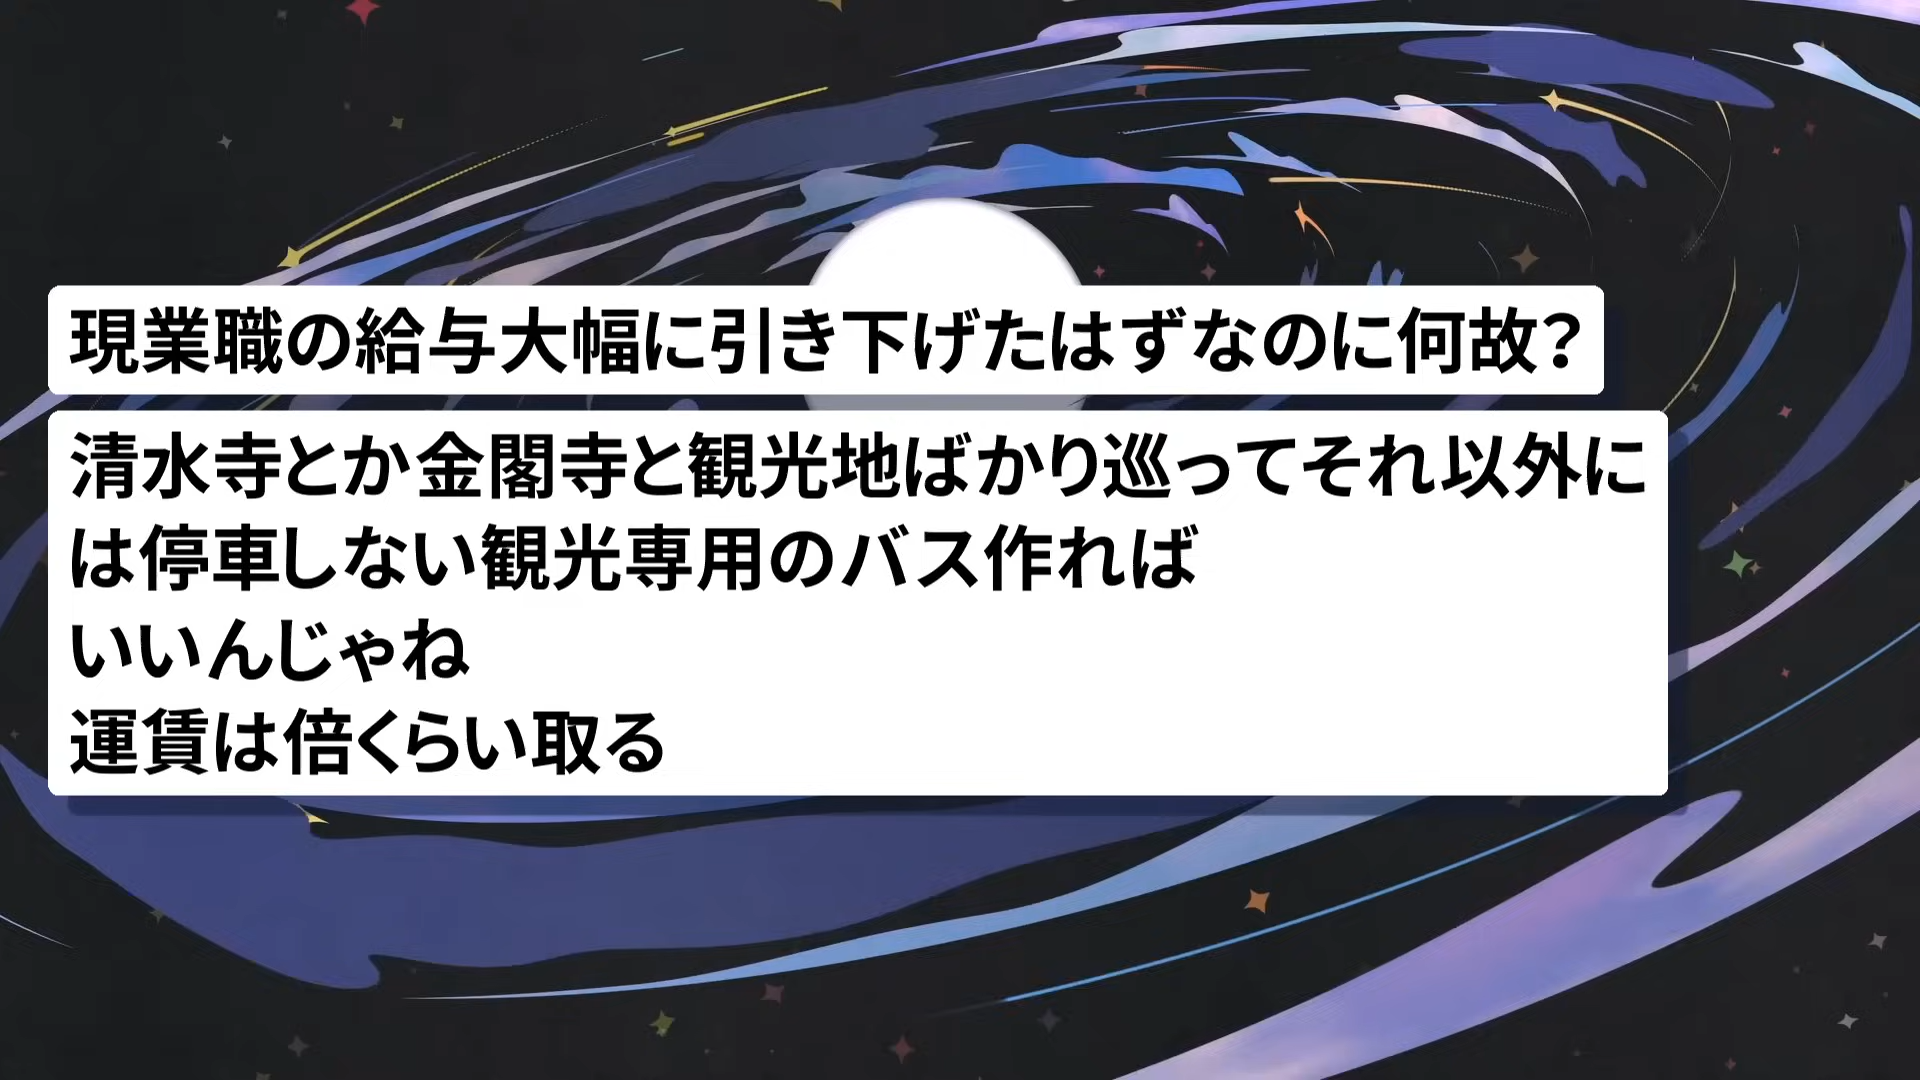 現業職の給与大幅に引き下げたはずなのに何故？
清水寺とか金閣寺と観光地ばかり巡ってそれ以外に
は停車しない観光専用のバス作れば
いいんじゃね
運賃は倍くらい取る